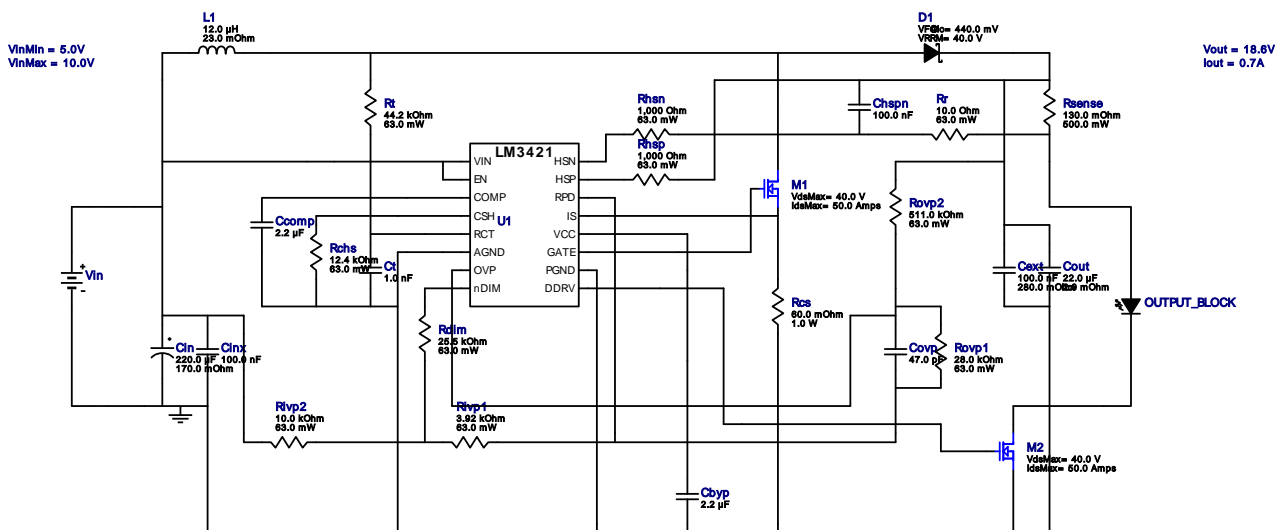 VinMin = 5.0V
VinMax = 10.0V
L1
12.0 µH
23.0 mOhm
D1
= 440.0 mV
VRRM= 40.0 V
Vout = 18.6V
Iout = 0.7A
Rt
44.2 kOhm
63.0 mW
Rhsn
1,000 Ohm
63.0 mW
Rhsp
1,000 Ohm
63.0 mW
Chspn
100.0 nF
Rr
10.0 Ohm
63.0 mW
Rsense
130.0 mOhm
500.0 mW
LM3421
U1
VIN
EN
COMP
CSH
RCT
AGND
OVP
nDIM
HSN
HSP
RPD
IS
VCC
GATE
PGND
DDRV
M1
VdsMax= 40.0 V
IdsMax= 50.0 Amps
Ccomp
2.2 µF
Rchs
12.4 kOhm
63.0 mW
Ct
1.0 nF
Rovp2
511.0 kOhm
63.0 mW
Vin
Cext
100.0 nF
280.0 mOhm
Cout
22.0 µF
mOhm
OUTPUT_BLOCK
Rcs
60.0 mOhm
1.0 W
Rdim
25.5 kOhm
63.0 mW
Cin
220.0 µF
170.0 mOhm
Cinx
100.0 nF
Covp
47.0 pF
Rovp1
28.0 kOhm
63.0 mW
Rlvp2
10.0 kOhm
63.0 mW
Rlvp1
3.92 kOhm
63.0 mW
M2
VdsMax= 40.0 V
IdsMax= 50.0 Amps
Cbyp
2.2 µF